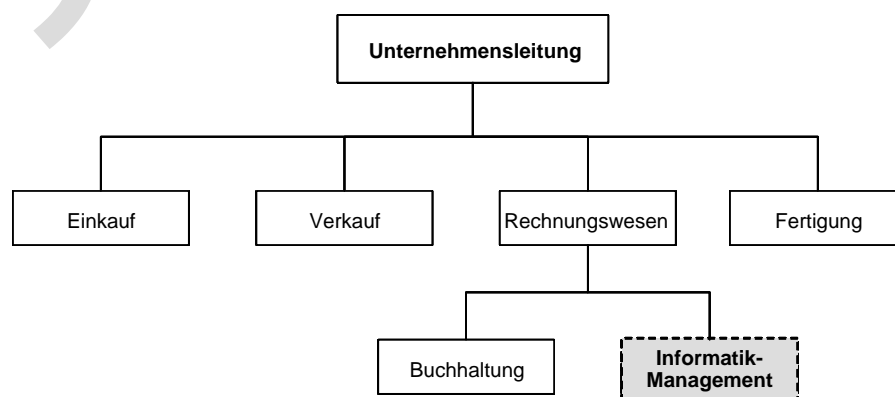 Unternehmensleitung
Einkauf
Verkauf
Rechnungswesen
Fertigung
Buchhaltung
Informatik-
Management